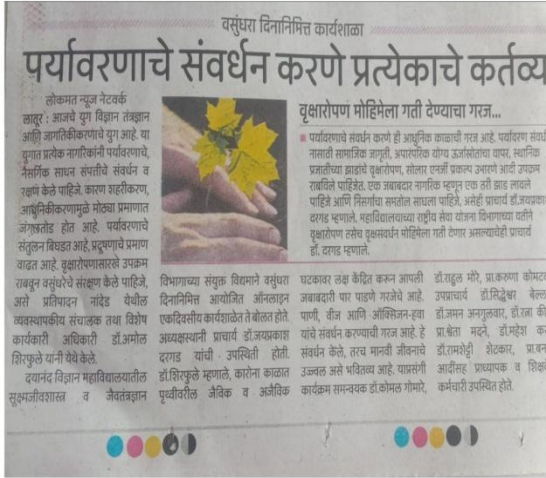 वसुंधरा दिनानिमित्त कार्यशाळा
पर्यावरणाचे संवर्धन करणे प्रत्येकाचे कर्तव्य
लोकमत न्यूज नेटवर्क
लातूर : आजचे युग विज्ञान तंत्रज्ञान
आणि जागतिकीकरणाचे युग आहे. या
युगात प्रत्येक नागरिकांनी पर्यावरणाचे,
नैसर्गिक साधन संपत्तीचे संवर्धन व
रक्षण केले पाहिजे. कारण शहरीकरण,
आधुनिकीकरणामुळे मोठ्या प्रमाणात
जंगलतोड होत आहे. पर्यावरणाचे
संतुलन बिघडत आहे, प्रदूषणाचे प्रमाण
वाढत आहे. वृक्षारोपणासारखे उपक्रम
राबवून वसुंधरेचे संरक्षण केले पाहिजे,
असे प्रतिपादन नांदेड येथील
व्यवस्थापकीय संचालक तथा विशेष
कार्यकारी अधिकारी डॉ.अमोल
शिरफुले यांनी येथे केले.
दयानंद विज्ञान महाविद्यालयातील
सूक्ष्मजीवशास्त्र व जैवतंत्रज्ञान
वृक्षारोपण मोहिमेला गती देण्याचा गरज...
पर्यावरणाचे संवर्धन करणे ही आधुनिक काळाची गरज आहे. पर्यावरण संवर्ध
नासाठी सामाजिक जागृती, अपारंपरिक योग्य ऊर्जास्रोतांचा वापर, स्थानिक
प्रजातीच्या झाडांचे वृक्षारोपण, सोलार एनर्जी प्रकल्प उभारणे आदी उपक्रम
राबविले पाहिजेत. एक जबाबदार नागरिक म्हणून एक तरी झाड लावले
पाहिजे आणि निसर्गाचा समतोल साधला पाहिजे, असेही प्राचार्य डॉ.जयप्रकाश
दरगड म्हणाले. महाविद्यालयाच्या राष्ट्रीय सेवा योजना विभागाच्या वतीने
वृक्षारोपण तसेच वृक्षसंवर्धन मोहिमेला गती देणार असल्याचेही प्राचार्य
डॉ. दरगड म्हणाले.
विभागाच्या संयुक्त विद्यमाने वसुंधरा
दिनानिमित्त आयोजित ऑनलाइन
एकदिवसीय कार्यशाळेत ते बोलत होते.
अध्यक्षस्थानी प्राचार्य डॉ.जयप्रकाश
दरगड यांची उपस्थिती होती.
डॉ.शिरफुले म्हणाले, कारोना काळात
पृथ्वीवरील जैविक व अजैविक
घटकावर लक्ष केंद्रित करून आपली
जबाबदारी पार पाडणे गरजेचे आहे.
पाणी, वीज आणि ऑक्सिजन-हवा
यांचे संवर्धन करण्याची गरज आहे. हे
संवर्धन केले, तरच मानवी जीवनाचे
उज्ज्वल असे भवितव्य आहे. याप्रसंगी
कार्यक्रम समन्वयक डॉ.कोमल गोमारे,
डॉ.राहुल मोरे, प्रा.करुणा
उपप्राचार्य डॉ.सिद्धेश्वर
डॉ.जमन अनगुलवार, डॉ.रत्ना
प्रा.श्वेता मदने, डॉ.महेश
डॉ.रामशेट्टी शेटकार,
आदींसह प्राध्यापक व
कर्मचारी उपस्थित होते.